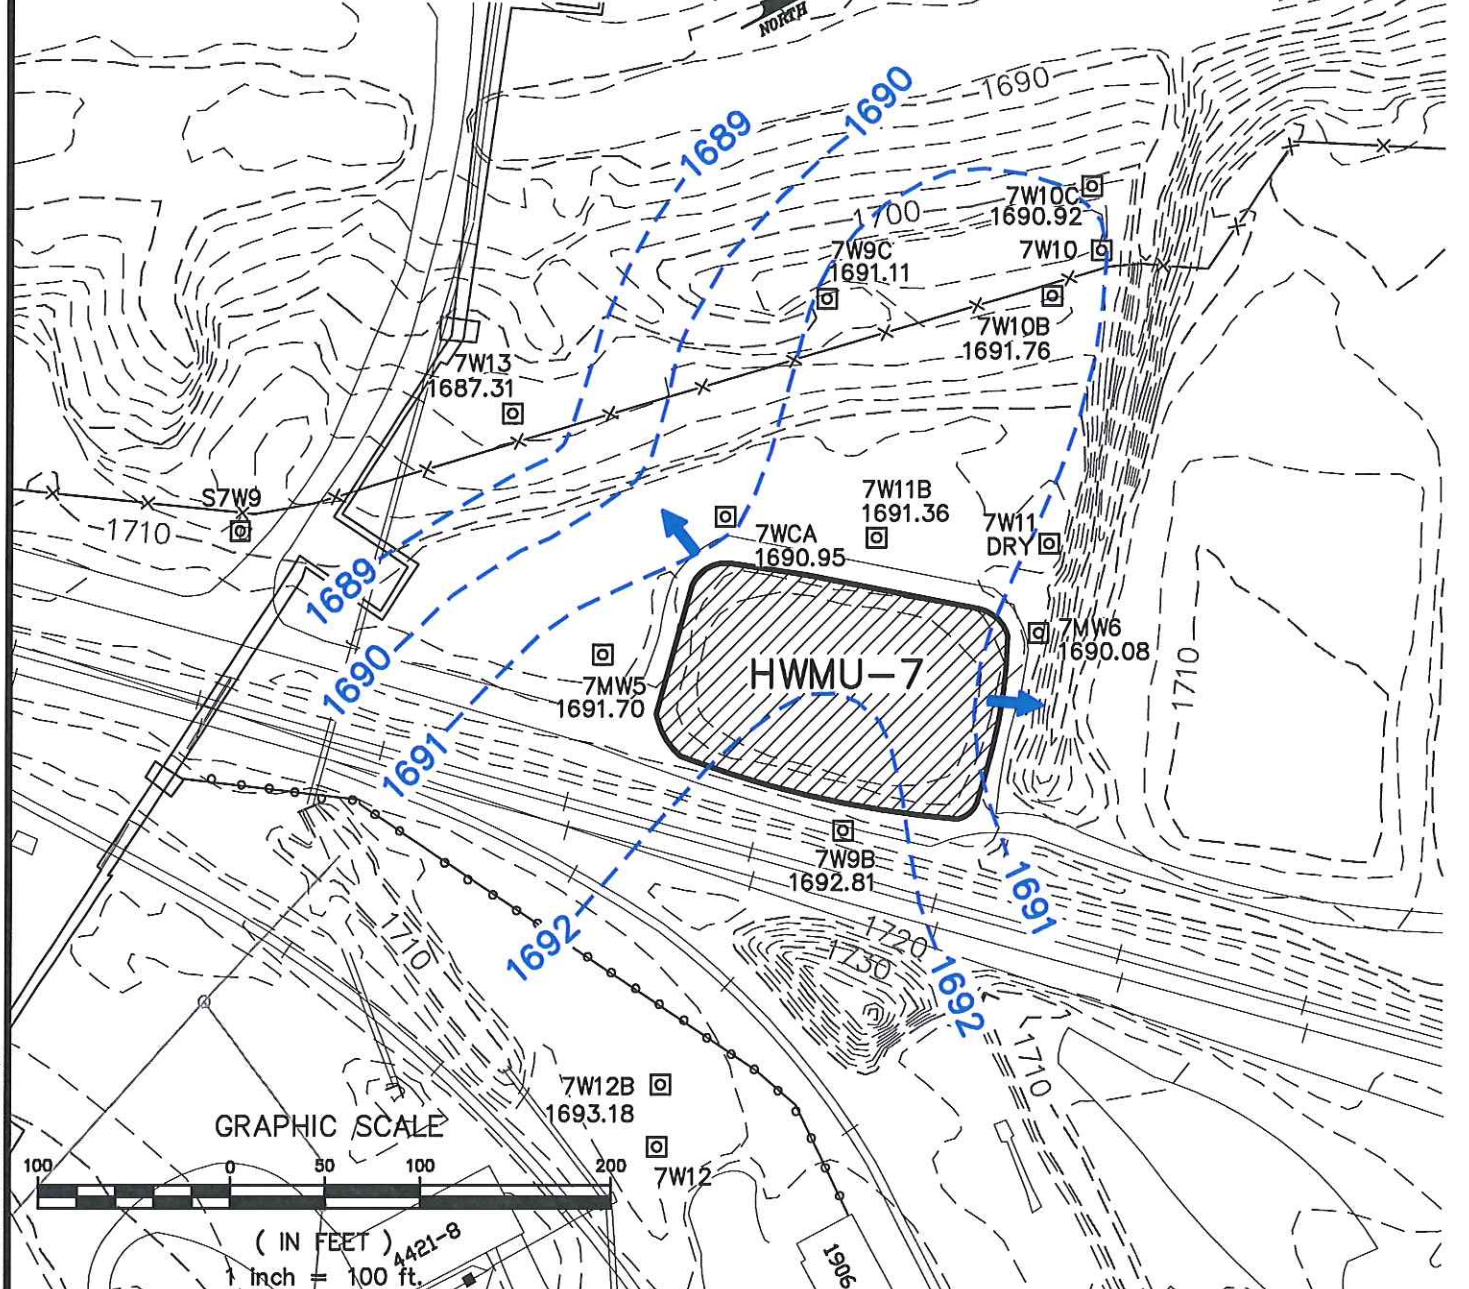 NORTH
1690
1689
1690
7W10C
1690.92
1700
7W9C
1691.11
7W10
7W10B
1691.76
7W13
1687.31
S7W9
1710
7W11B
1691.36
7W11
DRY
7WCA
1690.95
1689
7MW6
1690.08
HWMU-7
1690
7MW5
1691.70
1710
1691
7W9B
1692.81
1691
1692
1710
1720
1730
1692
1710
7W12B
1693.18
7W12
GRAPHIC SCALE
100 0 50 100 200
( IN FEET )
1 inch = 100 ft.
4421-8
1906